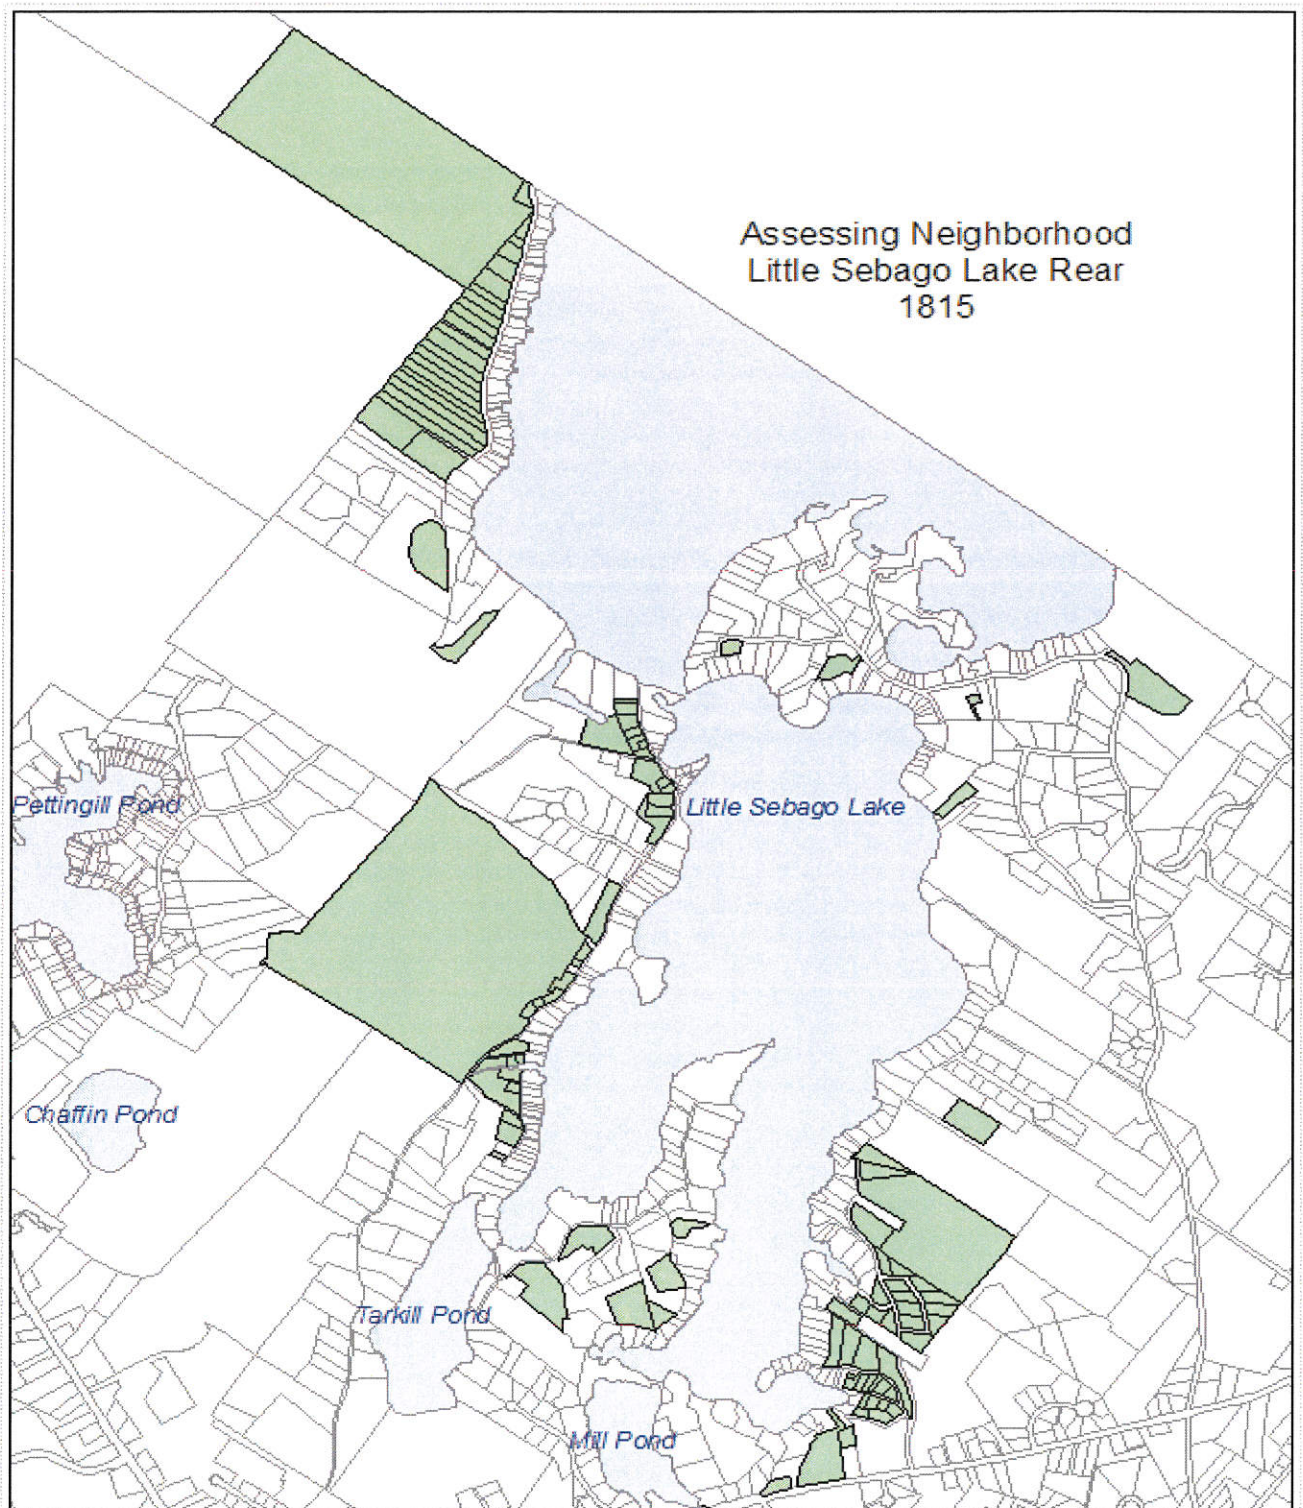 Assessing Neighborhood
Little Sebago Lake Rear
1815
Pettingill Pond
Little Sebago Lake
Chaffin Pond
Tarkill Pond
Mill Pond